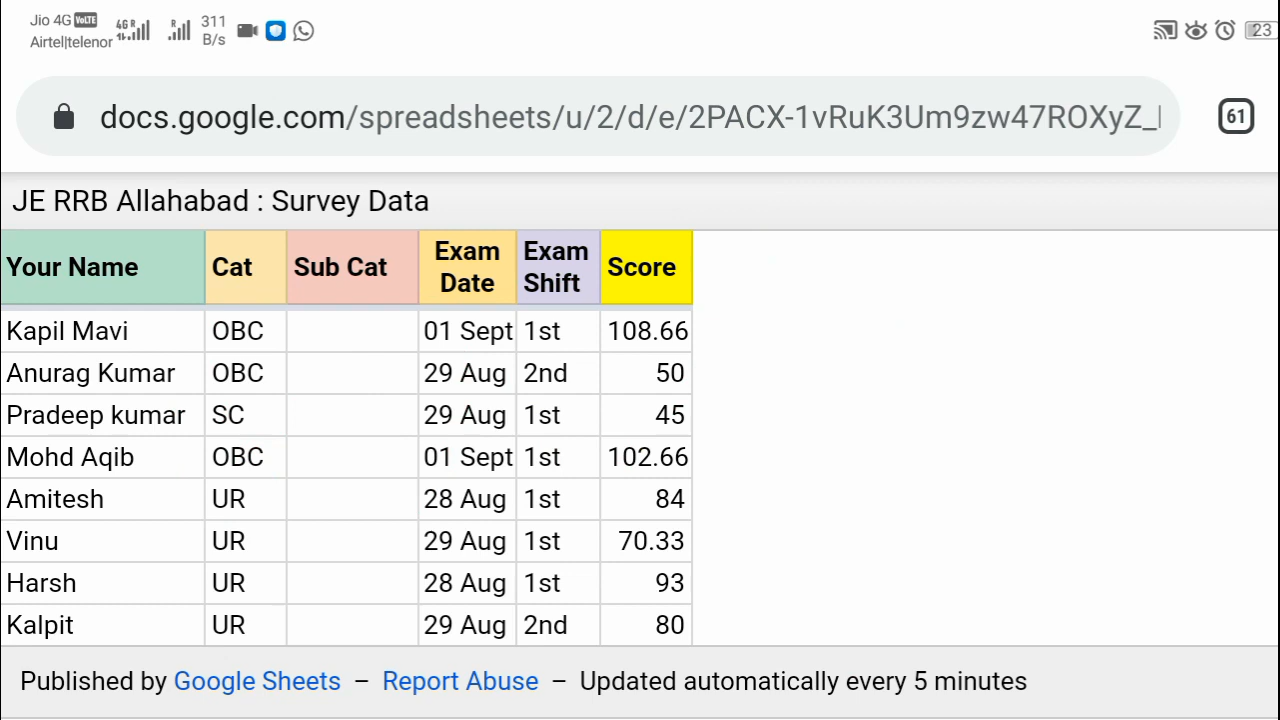 Jio 4G VoLTE 4G R R 311
Airtel|telenor B/s 23
docs.google.com/spreadsheets/u/2/d/e/2PACX-1vRuK3Um9zw47ROXyZ_ 61
JE RRB Allahabad : Survey Data
Your Name Cat Sub Cat Exam Date Exam Shift Score
Kapil Mavi OBC 01 Sept 1st 108.66
Anurag Kumar OBC 29 Aug 2nd 50
Pradeep kumar SC 29 Aug 1st 45
Mohd Aqib OBC 01 Sept 1st 102.66
Amitesh UR 28 Aug 1st 84
Vinu UR 29 Aug 1st 70.33
Harsh UR 28 Aug 1st 93
Kalpit UR 29 Aug 2nd 80
Published by Google Sheets – Report Abuse – Updated automatically every 5 minutes